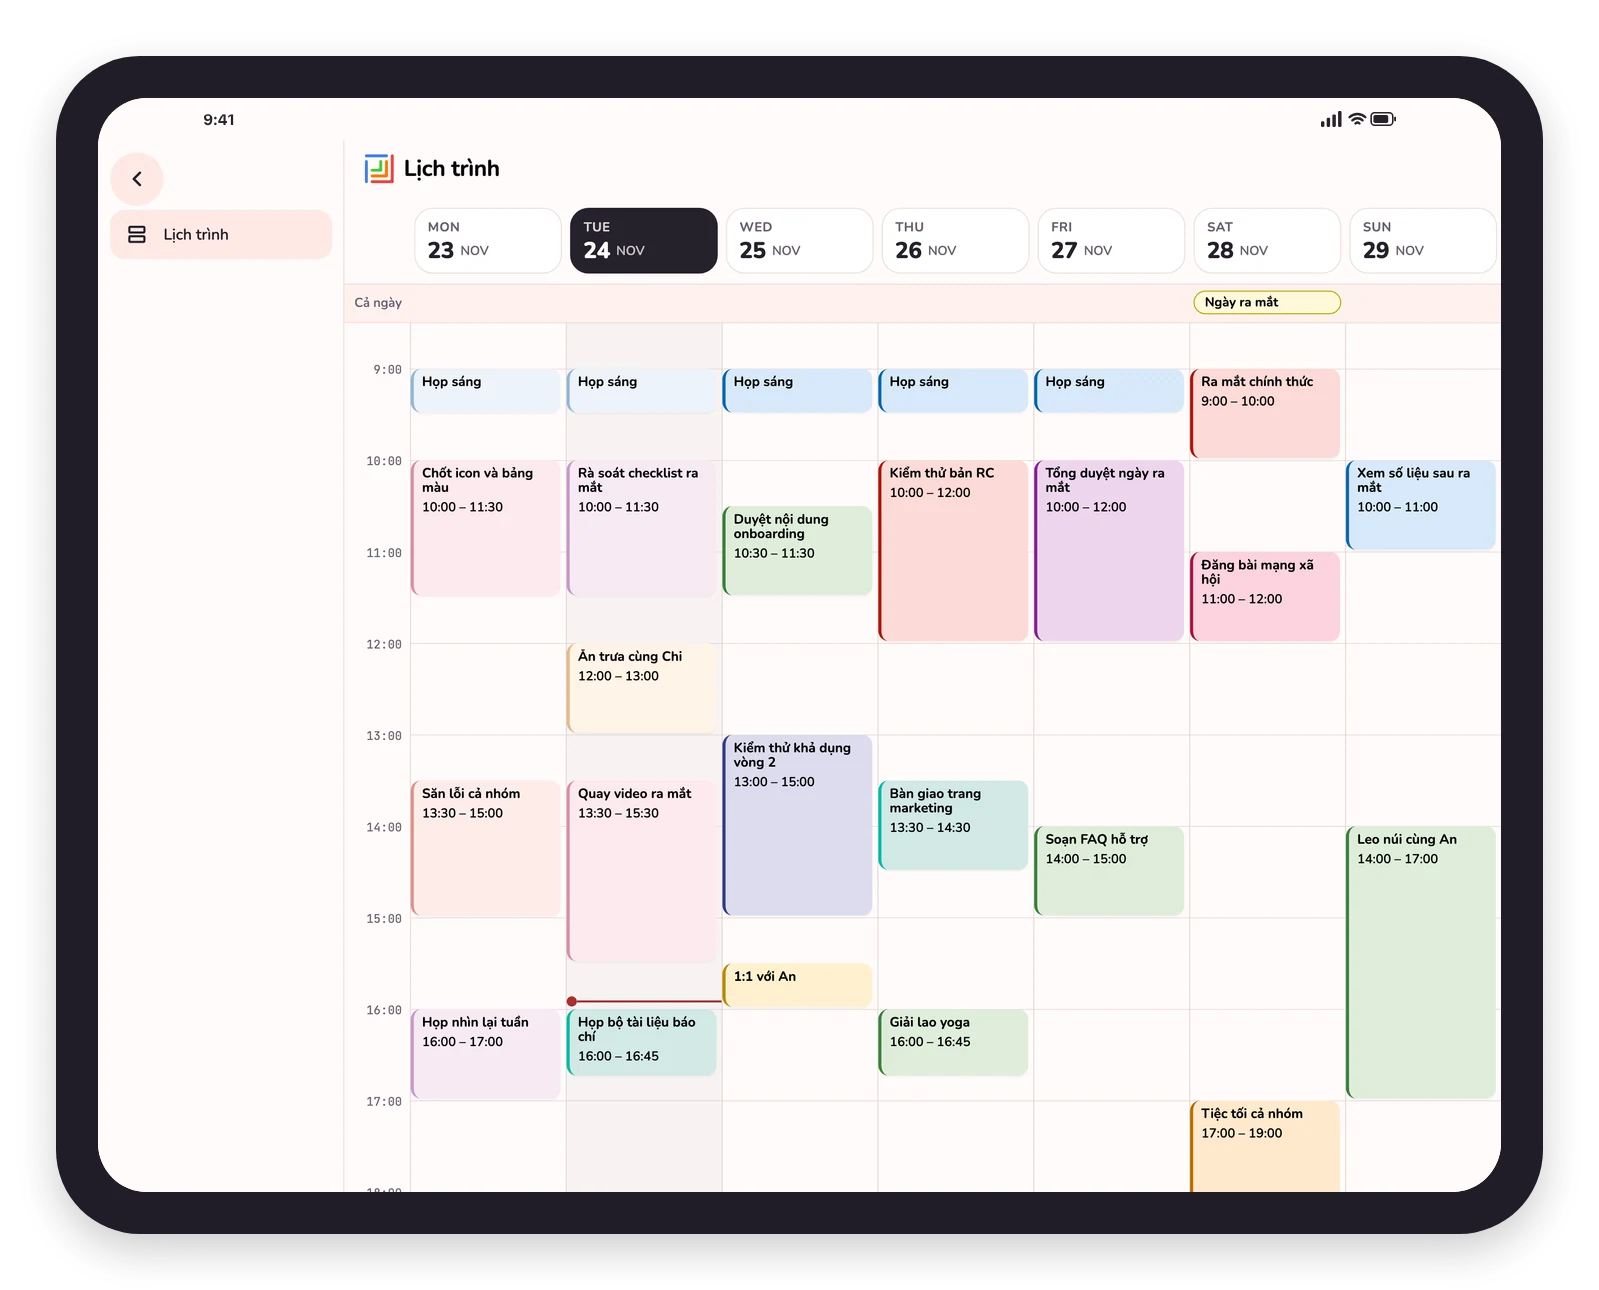 9:41
Lịch trình
Lịch trình
MON
23 NOV
TUE
24 NOV
WED
25 NOV
THU
26 NOV
FRI
27 NOV
SAT
28 NOV
SUN
29 NOV
Cả ngày
Ngày ra mắt
9:00
10:00
11:00
12:00
13:00
14:00
15:00
16:00
17:00
18:00
Họp sáng
Chốt icon và bảng
màu
10:00 – 11:30
Săn lỗi cả nhóm
13:30 – 15:00
Họp nhìn lại tuần
16:00 – 17:00
Họp sáng
Rà soát checklist ra
mắt
10:00 – 11:30
Ăn trưa cùng Chi
12:00 – 13:00
Quay video ra mắt
13:30 – 15:30
Họp bộ tài liệu báo
chí
16:00 – 16:45
Họp sáng
Duyệt nội dung
onboarding
10:30 – 11:30
Kiểm thử khả dụng
vòng 2
13:00 – 15:00
1:1 với An
Họp sáng
Kiểm thử bản RC
10:00 – 12:00
Bàn giao trang
marketing
13:30 – 14:30
Giải lao yoga
16:00 – 16:45
Họp sáng
Tổng duyệt ngày ra
mắt
10:00 – 12:00
Soạn FAQ hỗ trợ
14:00 – 15:00
Ra mắt chính thức
9:00 – 10:00
Đăng bài mạng xã
hội
11:00 – 12:00
Tiệc tối cả nhóm
17:00 – 19:00
Xem số liệu sau ra
mắt
10:00 – 11:00
Leo núi cùng An
14:00 – 17:00